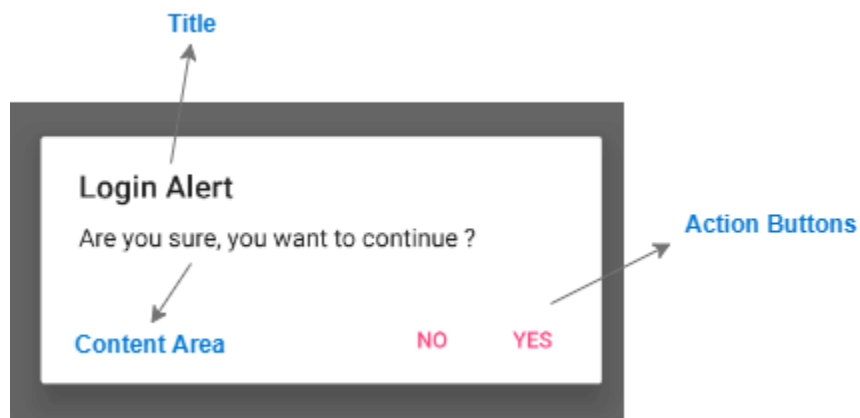 Title
Login Alert
Are you sure, you want to continue ?
Action Buttons
Content Area
NO YES